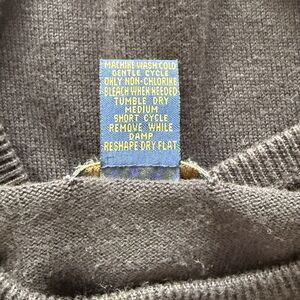 MACHINE WASH COLD
GENTLE CYCLE
ONLY NON-CHLORINE
BLEACH WHEN NEEDED
TUMBLE DRY
MEDIUM
SHORT CYCLE
REMOVE WHILE
DAMP
RESHAPE DRY FLAT